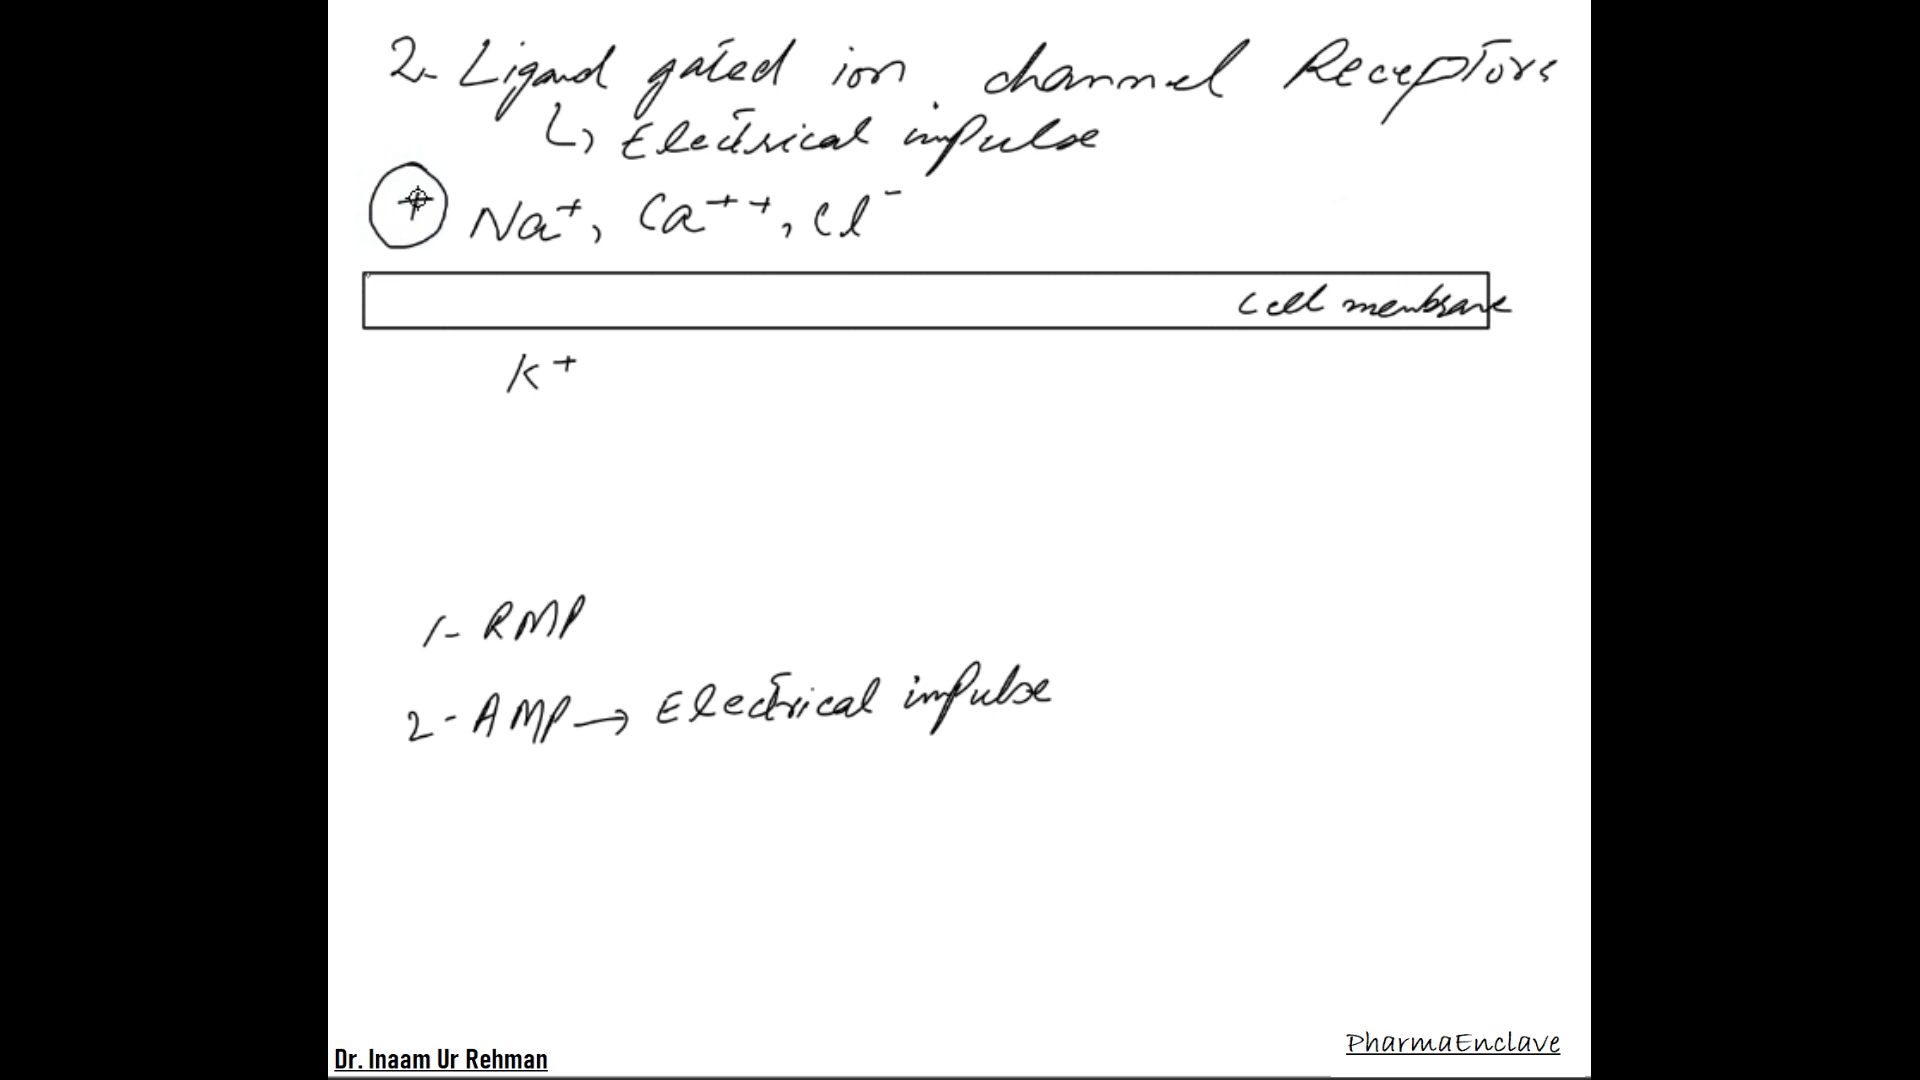 2- Ligand gated ion channel Receptors
↳ Electrical impulse
+ Na+, Ca++, Cl-
cell membrane
K+
1- RMP
2- AMP → Electrical impulse
PharmaEnclave
Dr. Inaam Ur Rehman